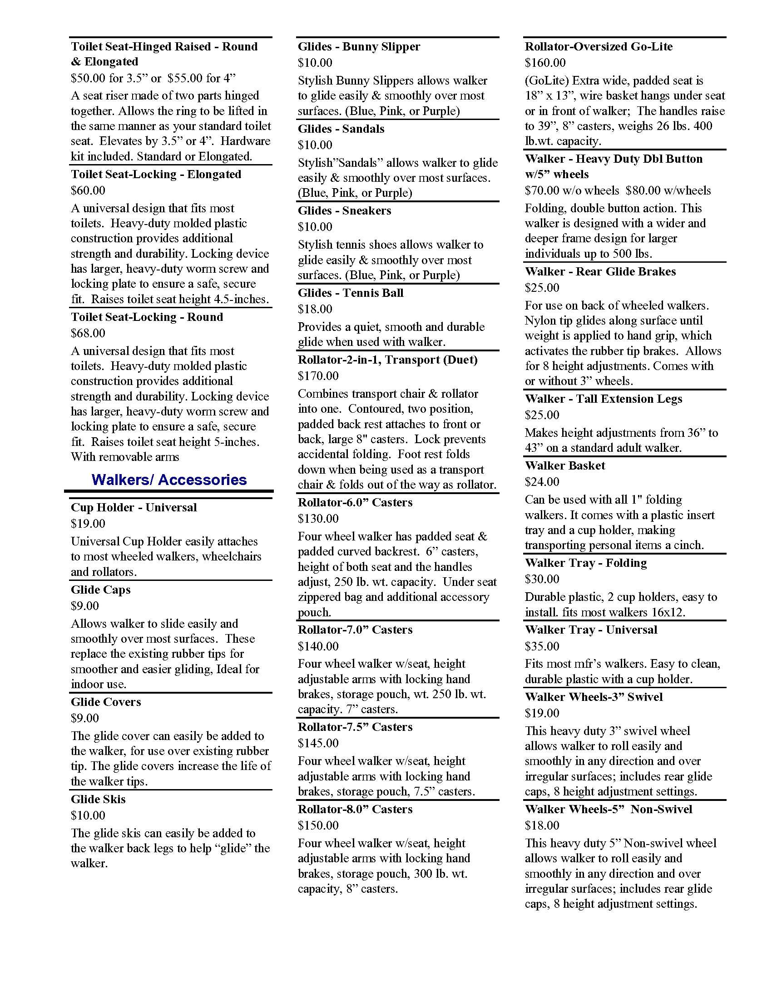 Toilet Seat-Hinged Raised - Round
& Elongated
$50.00 for 3.5” or  $55.00 for 4”
A seat riser made of two parts hinged
together. Allows the ring to be lifted in
the same manner as your standard toilet
seat.  Elevates by 3.5” or 4”.  Hardware
kit included. Standard or Elongated.
Toilet Seat-Locking - Elongated
$60.00
A universal design that fits most
toilets.  Heavy-duty molded plastic
construction provides additional
strength and durability. Locking device
has larger, heavy-duty worm screw and
locking plate to ensure a safe, secure
fit.  Raises toilet seat height 4.5-inches.
Toilet Seat-Locking - Round
$68.00
A universal design that fits most
toilets.  Heavy-duty molded plastic
construction provides additional
strength and durability. Locking device
has larger, heavy-duty worm screw and
locking plate to ensure a safe, secure
fit.  Raises toilet seat height 5-inches.
With removable arms
Walkers/ Accessories
Cup Holder - Universal
$19.00
Universal Cup Holder easily attaches
to most wheeled walkers, wheelchairs
and rollators.
Glide Caps
$9.00
Allows walker to slide easily and
smoothly over most surfaces.  These
replace the existing rubber tips for
smoother and easier gliding, Ideal for
indoor use.
Glide Covers
$9.00
The glide cover can easily be added to
the walker, for use over existing rubber
tip. The glide covers increase the life of
the walker tips.
Glide Skis
$10.00
The glide skis can easily be added to
the walker back legs to help “glide” the
walker.
Glides - Bunny Slipper
$10.00
Stylish Bunny Slippers allows walker
to glide easily & smoothly over most
surfaces. (Blue, Pink, or Purple)
Glides - Sandals
$10.00
Stylish”Sandals” allows walker to glide
easily & smoothly over most surfaces.
(Blue, Pink, or Purple)
Glides - Sneakers
$10.00
Stylish tennis shoes allows walker to
glide easily & smoothly over most
surfaces. (Blue, Pink, or Purple)
Glides - Tennis Ball
$18.00
Provides a quiet, smooth and durable
glide when used with walker.
Rollator-2-in-1, Transport (Duet)
$170.00
Combines transport chair & rollator
into one.  Contoured, two position,
padded back rest attaches to front or
back, large 8" casters.  Lock prevents
accidental folding.  Foot rest folds
down when being used as a transport
chair & folds out of the way as rollator.
Rollator-6.0” Casters
$130.00
Four wheel walker has padded seat &
padded curved backrest.  6” casters,
height of both seat and the handles
adjust, 250 lb. wt. capacity.  Under seat
zippered bag and additional accessory
pouch.
Rollator-7.0” Casters
$140.00
Four wheel walker w/seat, height
adjustable arms with locking hand
brakes, storage pouch, wt. 250 lb. wt.
capacity. 7” casters.
Rollator-7.5” Casters
$145.00
Four wheel walker w/seat, height
adjustable arms with locking hand
brakes, storage pouch, 7.5” casters.
Rollator-8.0” Casters
$150.00
Four wheel walker w/seat, height
adjustable arms with locking hand
brakes, storage pouch, 300 lb. wt.
capacity, 8” casters.
Rollator-Oversized Go-Lite
$160.00
(GoLite) Extra wide, padded seat is
18” x 13”, wire basket hangs under seat
or in front of walker;  The handles raise
to 39”, 8” casters, weighs 26 lbs. 400
lb.wt. capacity.
Walker - Heavy Duty Dbl Button
w/5” wheels
$70.00 w/o wheels  $80.00 w/wheels
Folding, double button action. This
walker is designed with a wider and
deeper frame design for larger
individuals up to 500 lbs.
Walker - Rear Glide Brakes
$25.00
For use on back of wheeled walkers.
Nylon tip glides along surface until
weight is applied to hand grip, which
activates the rubber tip brakes.  Allows
for 8 height adjustments. Comes with
or without 3” wheels.
Walker - Tall Extension Legs
$25.00
Makes height adjustments from 36” to
43” on a standard adult walker.
Walker Basket
$24.00
Can be used with all 1" folding
walkers. It comes with a plastic insert
tray and a cup holder, making
transporting personal items a cinch.
Walker Tray - Folding
$30.00
Durable plastic, 2 cup holders, easy to
install. fits most walkers 16x12.
Walker Tray - Universal
$35.00
Fits most mfr’s walkers. Easy to clean,
durable plastic with a cup holder.
Walker Wheels-3” Swivel
$19.00
This heavy duty 3” swivel wheel
allows walker to roll easily and
smoothly in any direction and over
irregular surfaces; includes rear glide
caps, 8 height adjustment settings.
Walker Wheels-5”  Non-Swivel
$18.00
This heavy duty 5” Non-swivel wheel
allows walker to roll easily and
smoothly in any direction and over
irregular surfaces; includes rear glide
caps, 8 height adjustment settings.